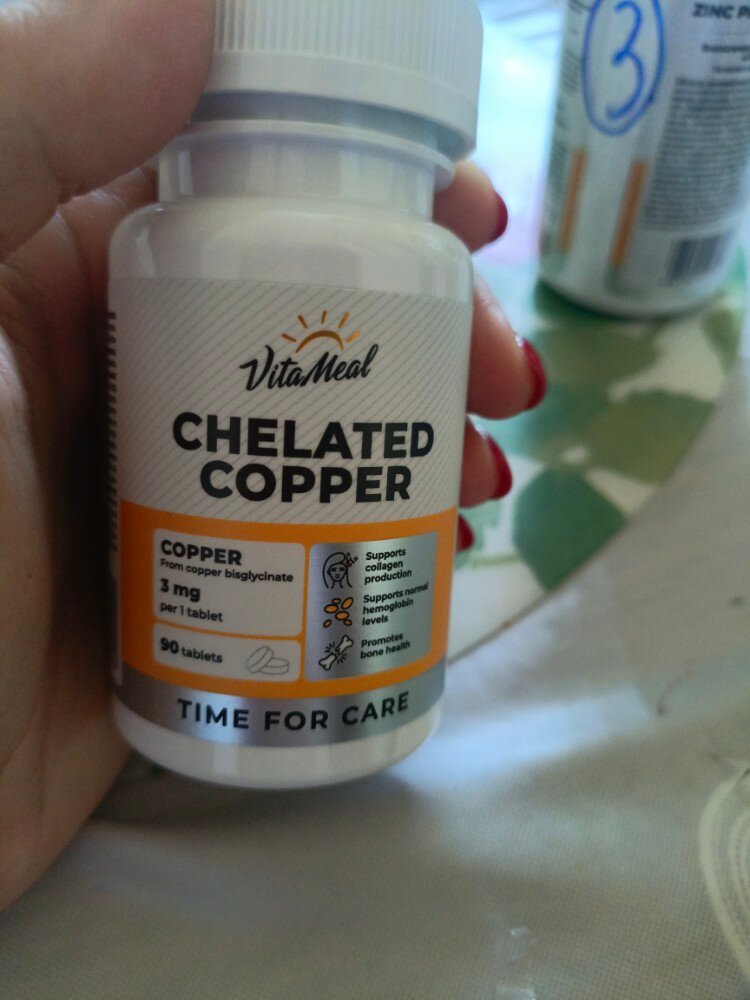 3
ZINC
VitaMeal
CHELATED
COPPER
COPPER
From copper bisglycinate
3 mg
per 1 tablet
90 tablets
Supports
collagen
production
Supports normal
hemoglobin
levels
Promotes
bone health
TIME FOR CARE